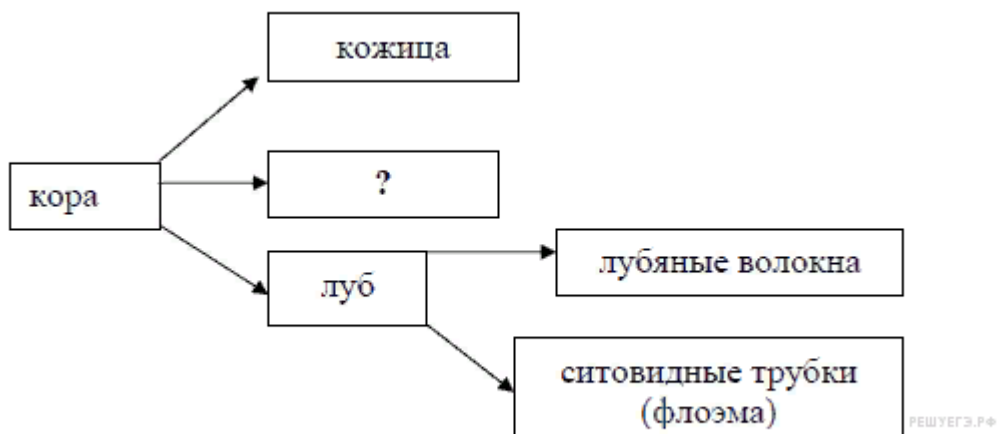 кожица
кора
?
луб
лубяные волокна
ситовидные трубки
(флоэма)
РЕШУЕГЭ.РФ